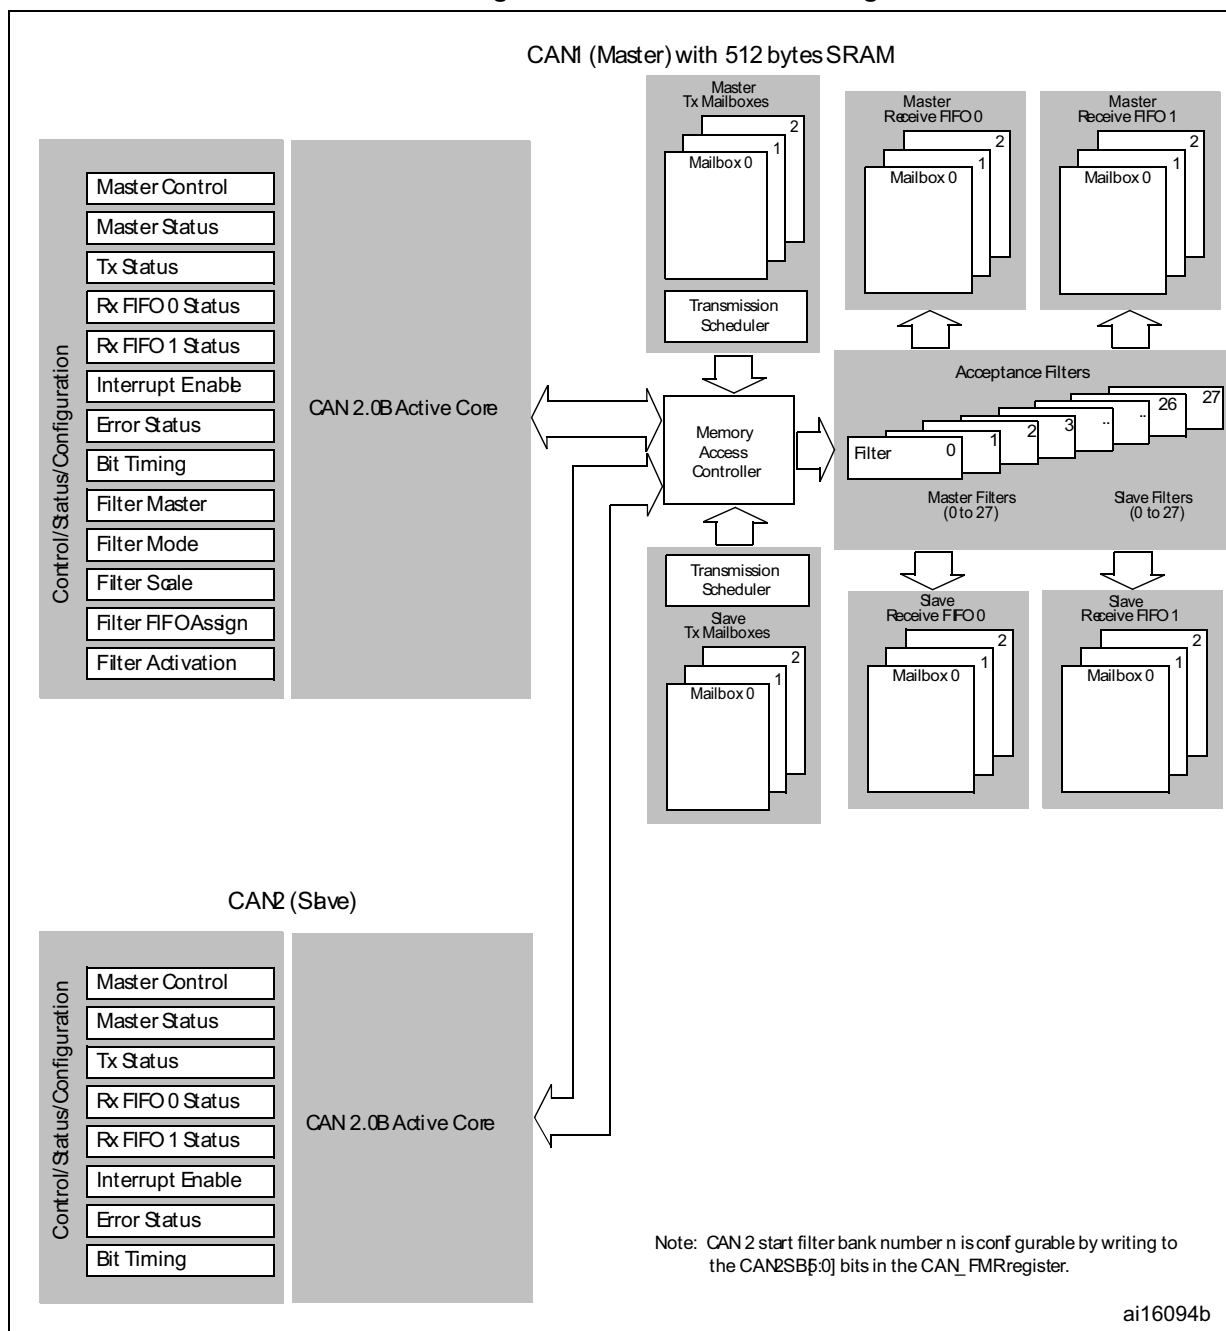 CAN1 (Master) with 512 bytes SRAM
Control/Status/Configuration
Master Control
Master Status
Tx Status
Rx FIFO 0 Status
Rx FIFO 1 Status
Interrupt Enable
Error Status
Bit Timing
Filter Master
Filter Mode
Filter Scale
Filter FIFO Assign
Filter Activation
CAN 2.0B Active Core
Master
Tx Mailboxes
2
1
Mailbox 0
Transmission
Scheduler
Master
Receive FIFO 0
2
1
Mailbox 0
Master
Receive FIFO 1
2
1
Mailbox 0
Memory
Access
Controller
Acceptance Filters
Filter 0 1 2 3 .. .. 26 27
Master Filters
(0 to 27)
Slave Filters
(0 to 27)
Transmission
Scheduler
Slave
Tx Mailboxes
2
1
Mailbox 0
Slave
Receive FIFO 0
2
1
Mailbox 0
Slave
Receive FIFO 1
2
1
Mailbox 0
CAN2 (Slave)
Control/Status/Configuration
Master Control
Master Status
Tx Status
Rx FIFO 0 Status
Rx FIFO 1 Status
Interrupt Enable
Error Status
Bit Timing
CAN 2.0B Active Core
Note: CAN 2 start filter bank number n is conf gurable by writing to
the CAN2SB[5:0] bits in the CAN_FMR register.
ai16094b